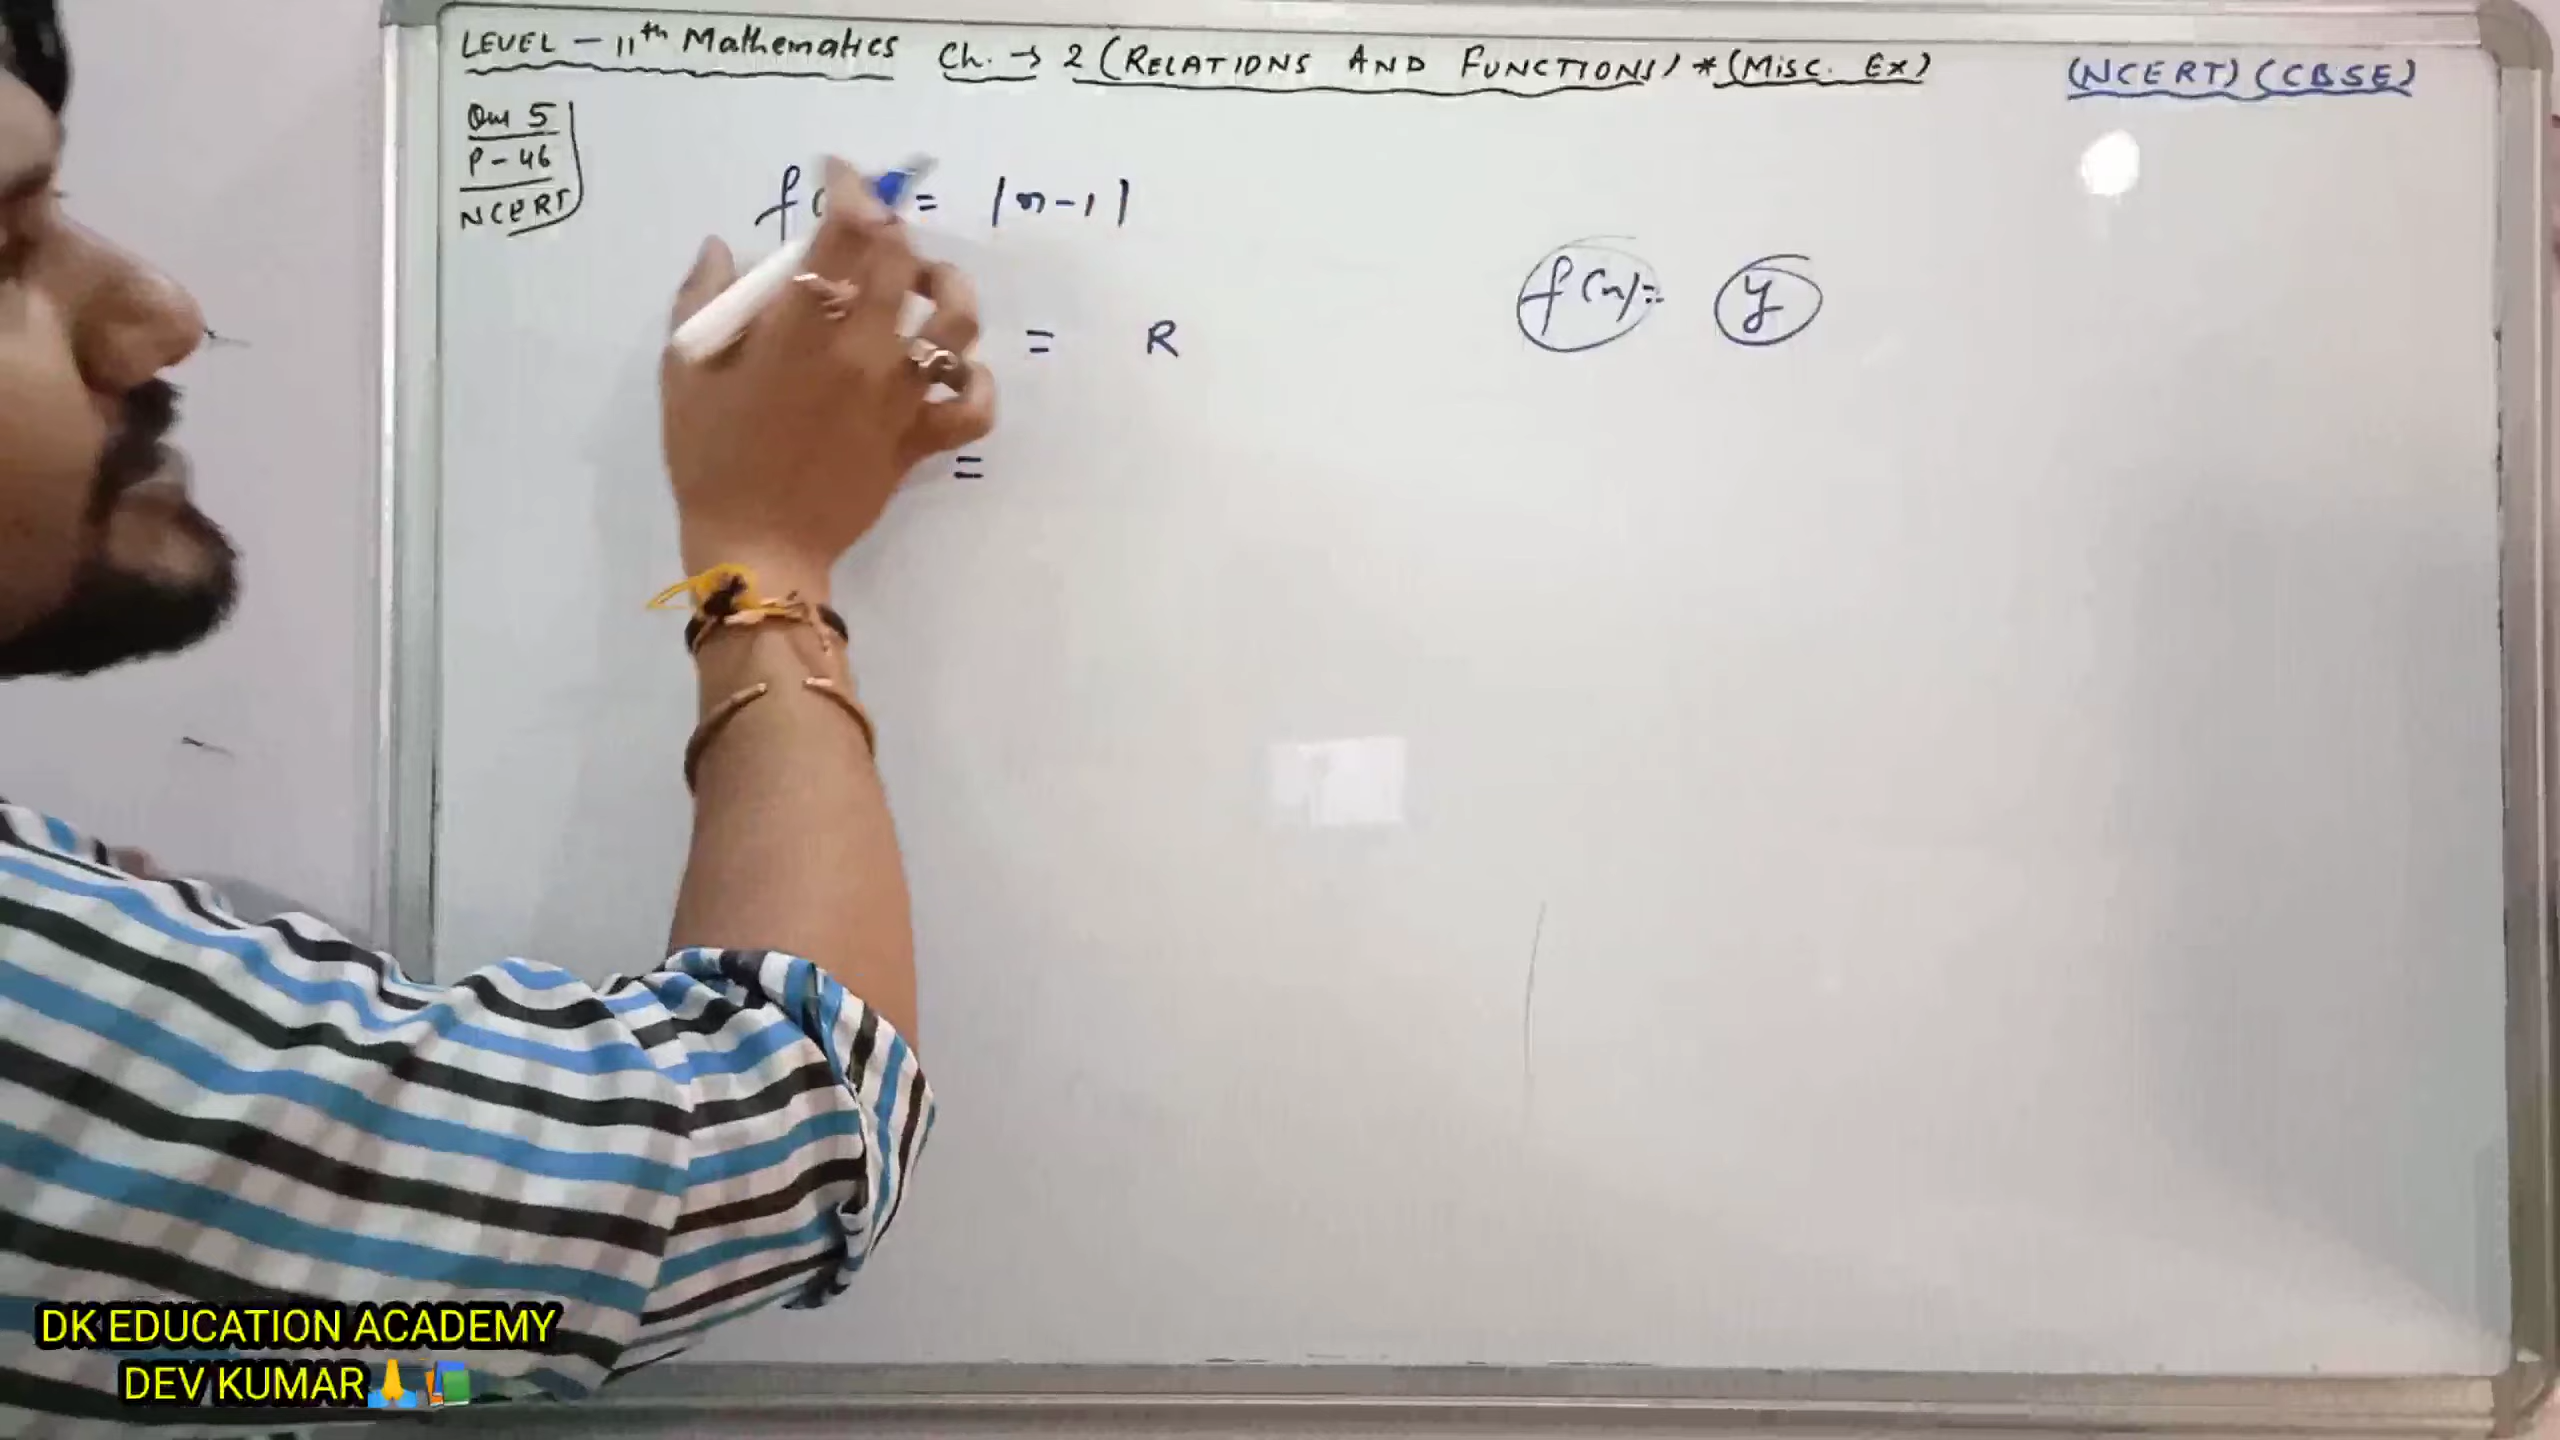 LEVEL - 11th Mathematics Ch. → 2 (RELATIONS AND FUNCTIONS) * (MISC. EX) (NCERT) (CBSE)
Qus 5
P - 46
NCERT
f( = |x-1|
f(x)= y
= R
=
DK EDUCATION ACADEMY
DEV KUMAR🙏📚